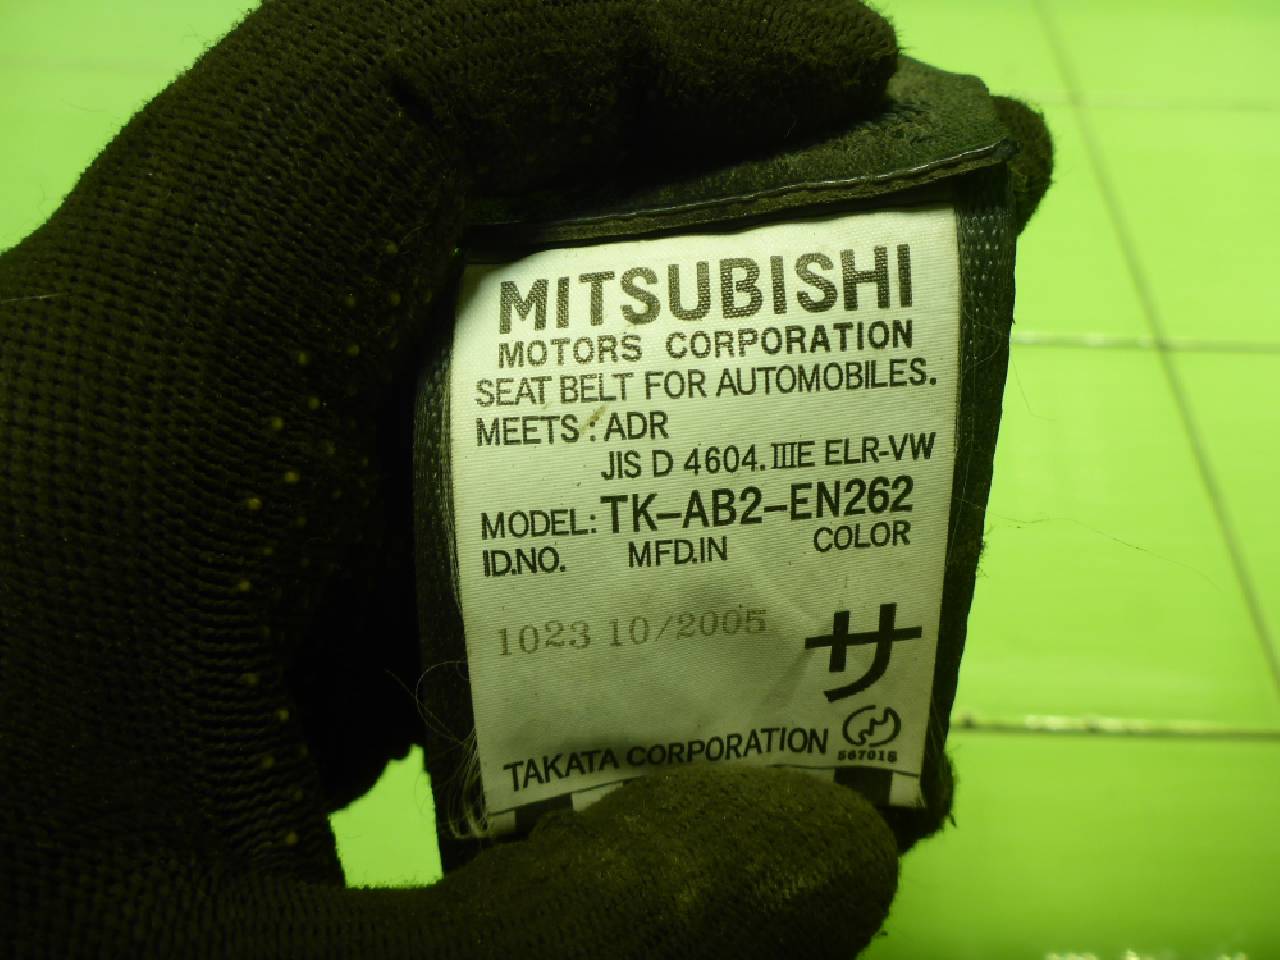 MITSUBISHI
MOTORS CORPORATION
SEAT BELT FOR AUTOMOBILES.
MEETS : ADR
JIS D 4604. IIIE ELR-VW
MODEL: TK-AB2-EN262
ID.NO. MFD.IN COLOR
1023 10/2005
サ
TAKATA CORPORATION
567015